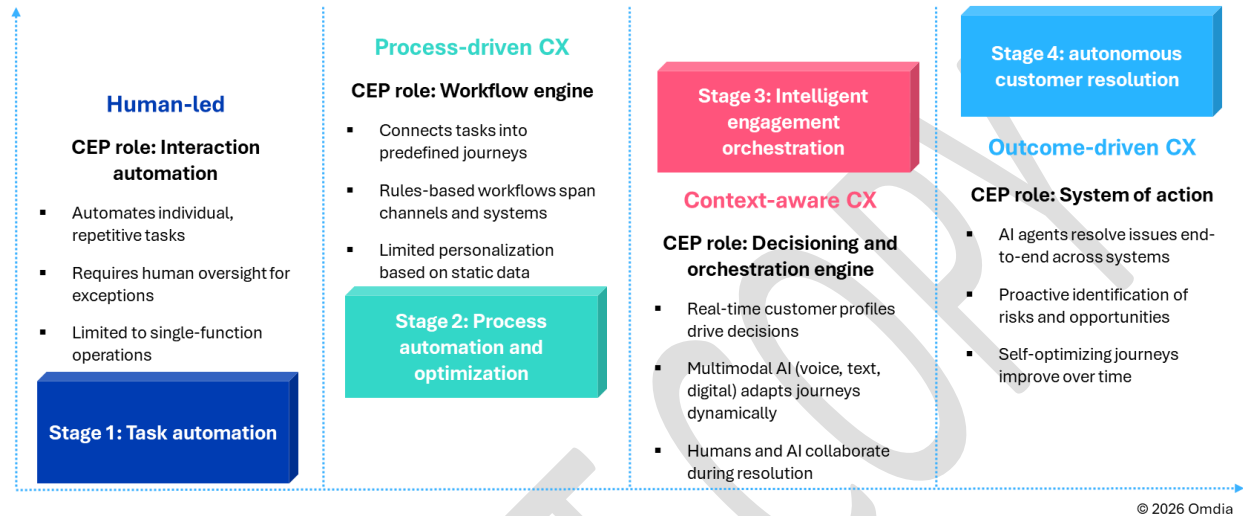 Human-led
CEP role: Interaction
automation
▪ Automates individual,
repetitive tasks
▪ Requires human oversight for
exceptions
▪ Limited to single-function
operations
Stage 1: Task automation
Process-driven CX
CEP role: Workflow engine
▪ Connects tasks into
predefined journeys
▪ Rules-based workflows span
channels and systems
▪ Limited personalization
based on static data
Stage 2: Process
automation and
optimization
Stage 3: Intelligent
engagement
orchestration
Context-aware CX
CEP role: Decisioning and
orchestration engine
▪ Real-time customer profiles
drive decisions
▪ Multimodal AI (voice, text,
digital) adapts journeys
dynamically
▪ Humans and AI collaborate
during resolution
Stage 4: autonomous
customer resolution
Outcome-driven CX
CEP role: System of action
▪ AI agents resolve issues end-
to-end across systems
▪ Proactive identification of
risks and opportunities
▪ Self-optimizing journeys
improve over time
COPY
© 2026 Omdia